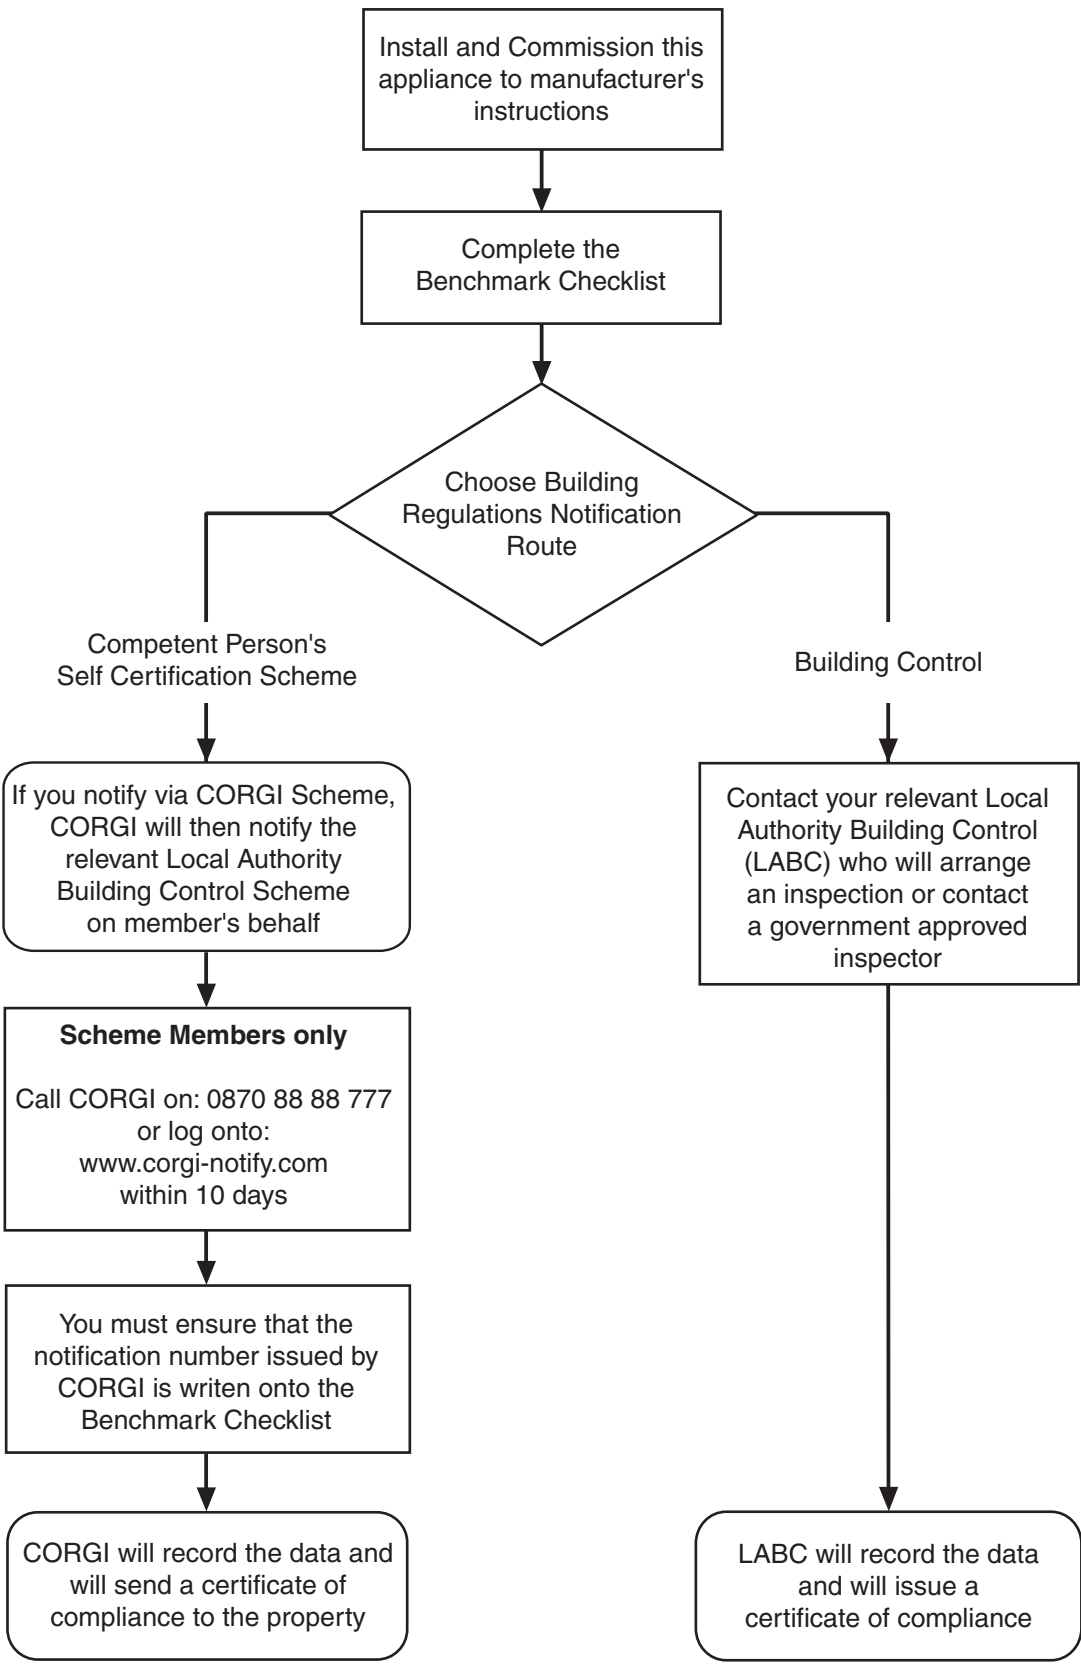 Install and Commission this
appliance to manufacturer's
instructions
Complete the
Benchmark Checklist
Choose Building
Regulations Notification
Route
Competent Person's
Self Certification Scheme
Building Control
If you notify via CORGI Scheme,
CORGI will then notify the
relevant Local Authority
Building Control Scheme
on member's behalf
Contact your relevant Local
Authority Building Control
(LABC) who will arrange
an inspection or contact
a government approved
inspector
Scheme Members only
Call CORGI on: 0870 88 88 777
or log onto:
www.corgi-notify.com
within 10 days
You must ensure that the
notification number issued by
CORGI is writen onto the
Benchmark Checklist
CORGI will record the data and
will send a certificate of
compliance to the property
LABC will record the data
and will issue a
certificate of compliance